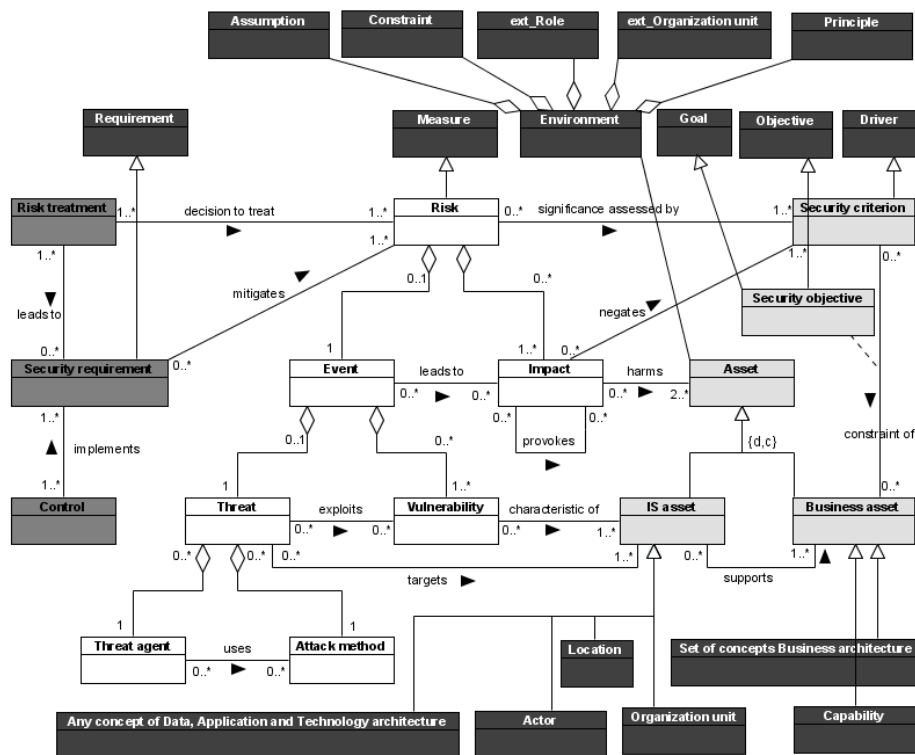 Assumption
Constraint
ext_Role
ext_Organization unit
Principle
Requirement
Measure
Environment
Goal
Objective
Driver
Risk treatment
1..*
decision to treat
1..*
Risk
0..*
significance assessed by
1..*
Security criterion
1..*
1..*
0..1
0..*
1..*
0..*
leads to
mitigates
negates
Security objective
0..*
0..*
1
1..*
0..*
Security requirement
Event
leads to
Impact
harms
Asset
0..*
0..*
0..*
2..*
1..*
0..1
0..*
0..*
0..*
provokes
{d,c}
constraint of
implements
1..*
1
1..*
0..*
Control
Threat
exploits
Vulnerability
characteristic of
IS asset
Business asset
0..*
0..*
0..*
1..*
0..*
0..*
0..*
1..*
0..*
1..*
targets
supports
1
1
Threat agent
uses
Attack method
0..*
0..*
Location
Set of concepts Business architecture
Any concept of Data, Application and Technology architecture
Actor
Organization unit
Capability